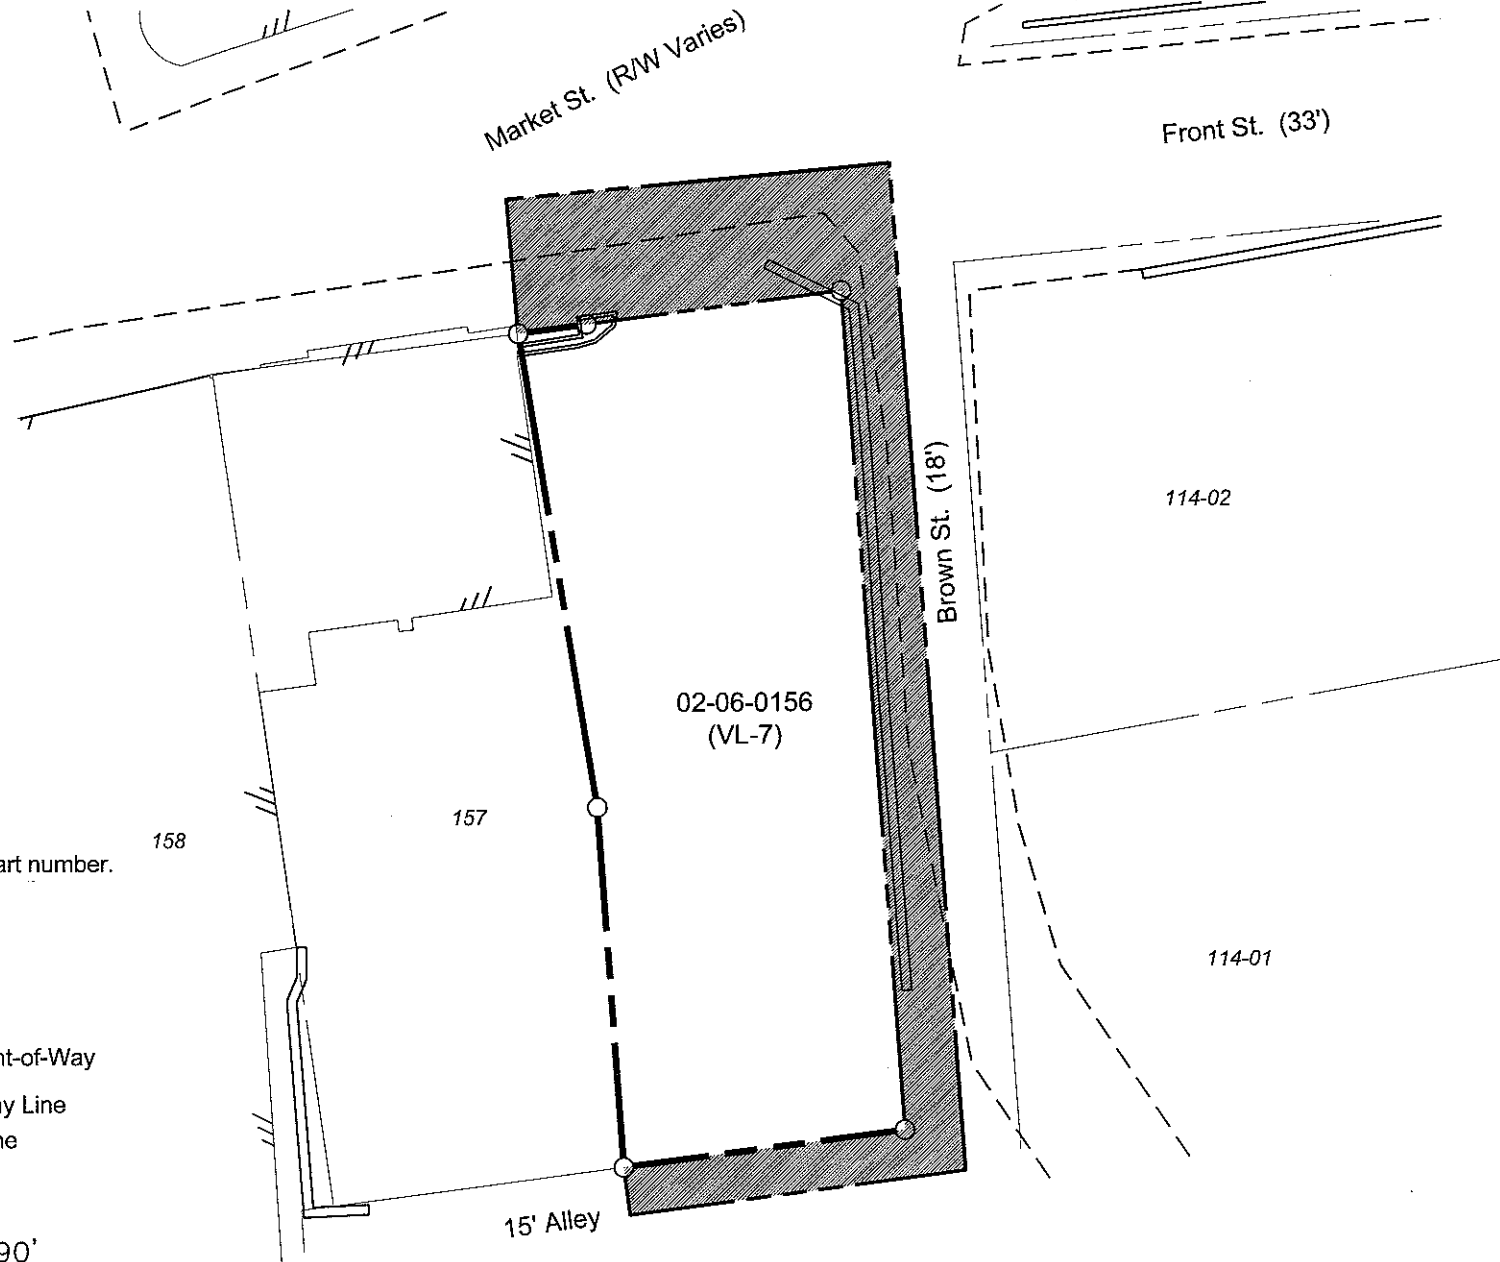 Market St. (R/W Varies)
Front St. (33')
Brown St. (18')
114-02
02-06-0156
(VL-7)
157
158
art number.
114-01
nt-of-Way
y Line
ne
15' Alley
90'